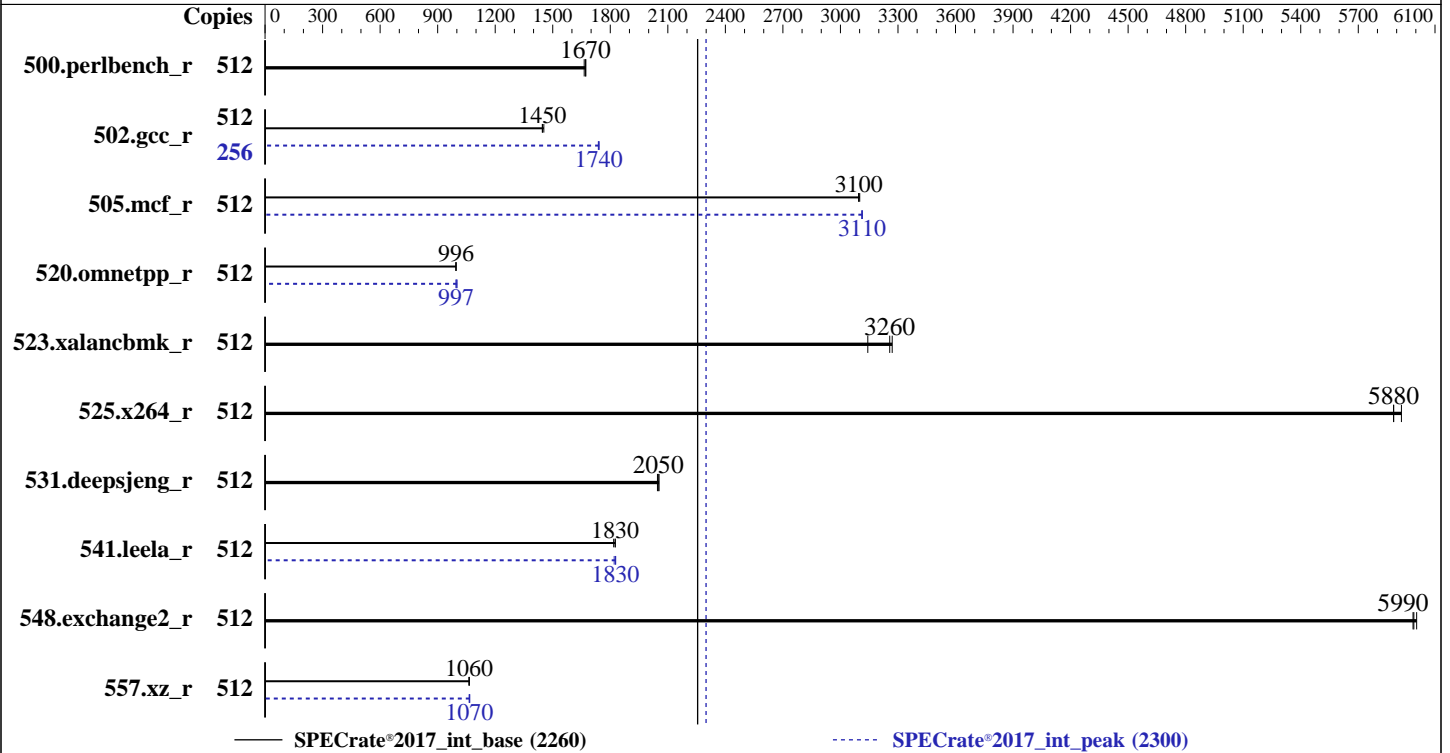 Copies 0 300 600 900 1200 1500 1800 2100 2400 2700 3000 3300 3600 3900 4200 4500 4800 5100 5400 5700 6100
500.perlbench_r 512 1670
502.gcc_r 512 1450
256 1740
505.mcf_r 512 3100
3110
520.omnetpp_r 512 996
997
523.xalancbmk_r 512 3260
525.x264_r 512 5880
531.deepsjeng_r 512 2050
541.leela_r 512 1830
1830
548.exchange2_r 512 5990
557.xz_r 512 1060
1070
SPECrate®2017_int_base (2260) SPECrate®2017_int_peak (2300)